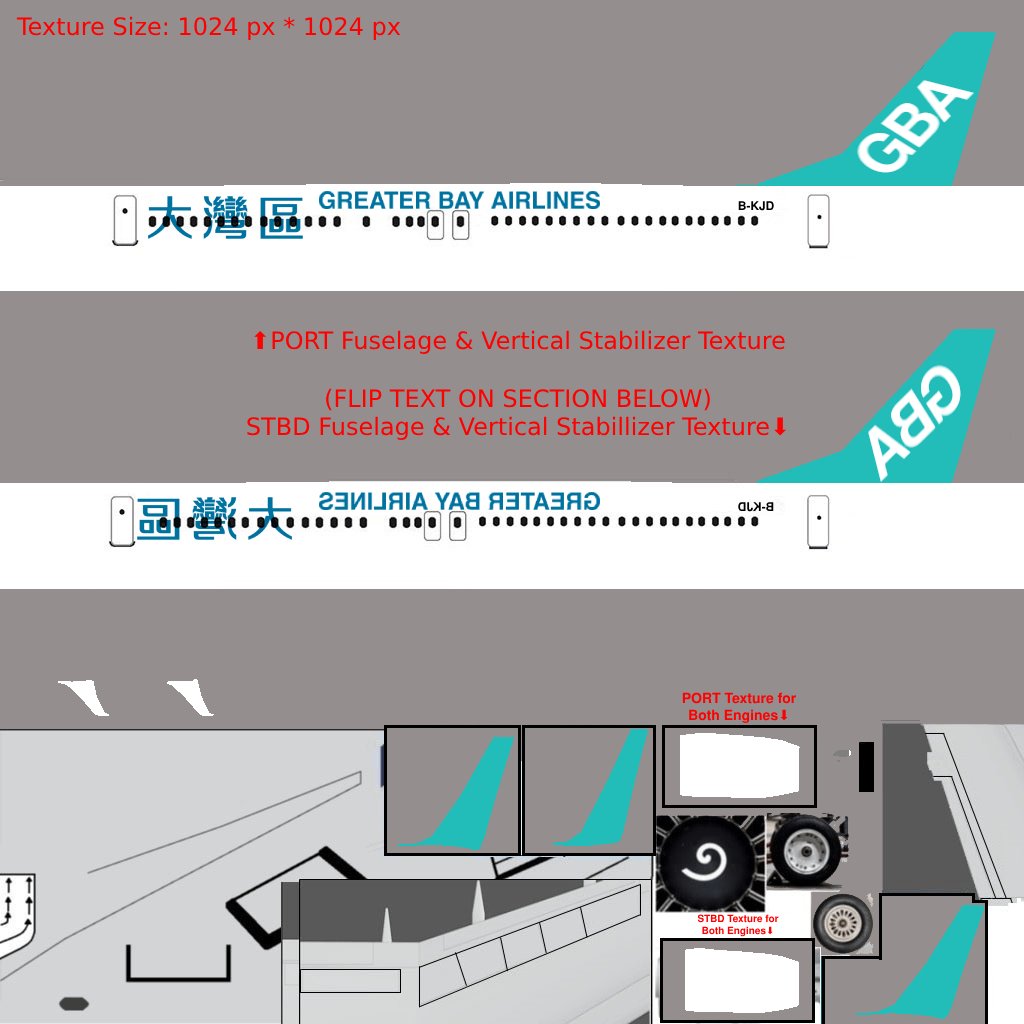 Texture Size: 1024 px * 1024 px
GBA
大灣區 GREATER BAY AIRLINES
B-KJD
⬆PORT Fuselage & Vertical Stabilizer Texture
(FLIP TEXT ON SECTION BELOW)
STBD Fuselage & Vertical Stabillizer Texture⬇
GBA
大灣區 GREATER BAY AIRLINES
B-KJD
PORT Texture for
Both Engines⬇
STBD Texture for
Both Engines⬇